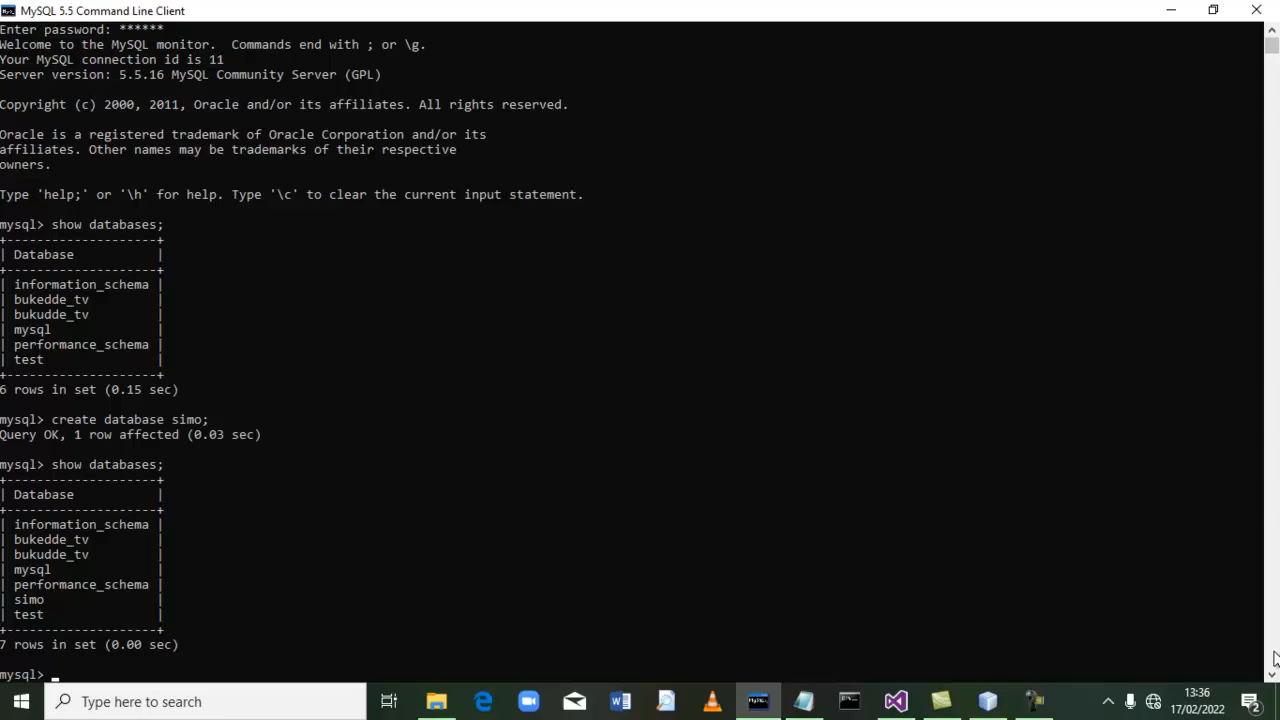 MySQL 5.5 Command Line Client
Enter password: ******
Welcome to the MySQL monitor.  Commands end with ; or \g.
Your MySQL connection id is 11
Server version: 5.5.16 MySQL Community Server (GPL)
Copyright (c) 2000, 2011, Oracle and/or its affiliates. All rights reserved.
Oracle is a registered trademark of Oracle Corporation and/or its
affiliates. Other names may be trademarks of their respective
owners.
Type 'help;' or '\h' for help. Type '\c' to clear the current input statement.
mysql> show databases;
+--------------------+
| Database           |
+--------------------+
| information_schema |
| bukedde_tv         |
| bukudde_tv         |
| mysql              |
| performance_schema |
| test               |
+--------------------+
6 rows in set (0.15 sec)
mysql> create database simo;
Query OK, 1 row affected (0.03 sec)
mysql> show databases;
+--------------------+
| Database           |
+--------------------+
| information_schema |
| bukedde_tv         |
| bukudde_tv         |
| mysql              |
| performance_schema |
| simo               |
| test               |
+--------------------+
7 rows in set (0.00 sec)
mysql> _
Type here to search
13:36
17/02/2022
2